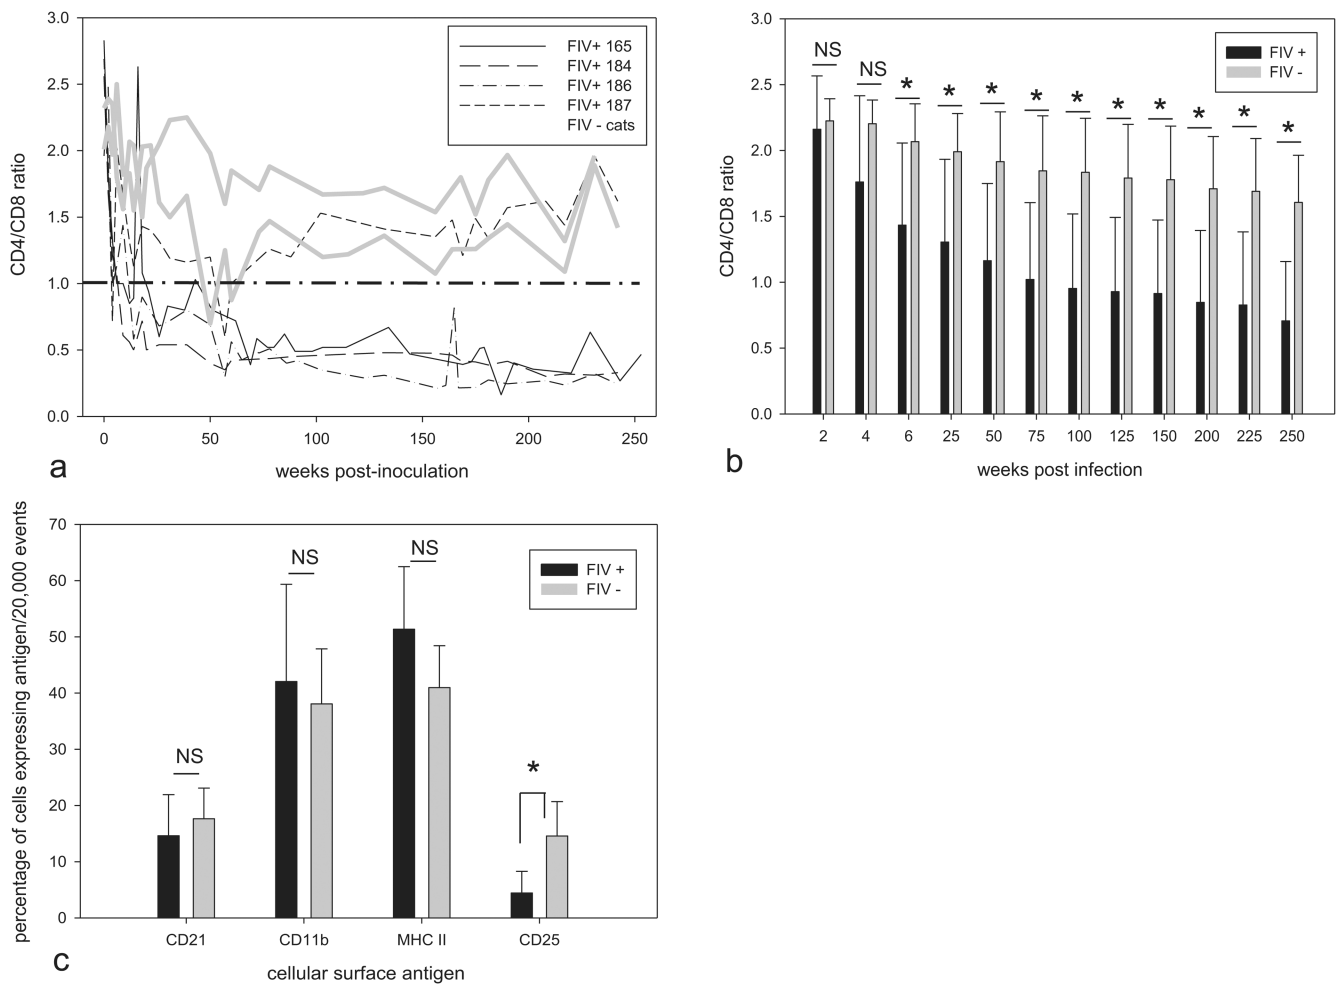 3.0
2.5
2.0
1.5
1.0
0.5
0.0
CD4/CD8 ratio
FIV+ 165
FIV+ 184
FIV+ 186
FIV+ 187
FIV - cats
0 50 100 150 200 250
weeks post-inoculation
a
3.0
2.5
2.0
1.5
1.0
0.5
0.0
CD4/CD8 ratio
FIV +
FIV -
NS NS * * * * * * * * * *
2 4 6 25 50 75 100 125 150 200 225 250
weeks post infection
b
70
60
50
40
30
20
10
0
percentage of cells expressing antigen/20,000 events
FIV +
FIV -
NS NS NS *
CD21 CD11b MHC II CD25
cellular surface antigen
c